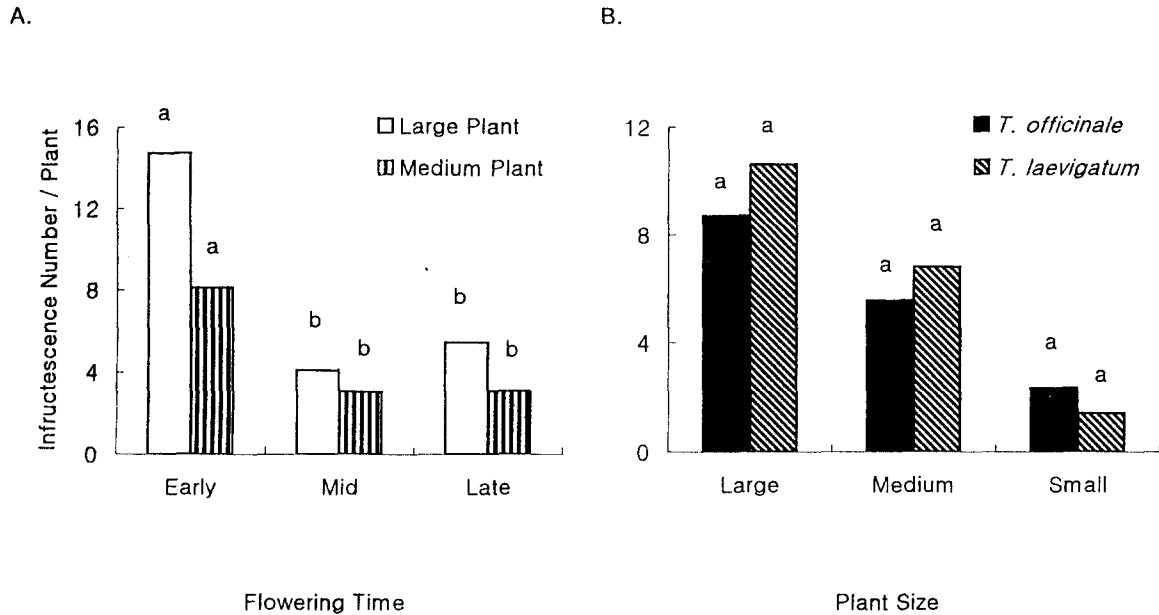 A.
Infructescence Number / Plant
16
12
8
4
0
a
a
b
b
b
b
Large Plant
Medium Plant
Early Mid Late
Flowering Time
B.
12
8
4
0
a
a
a
a
a
a
T. officinale
T. laevigatum
Large Medium Small
Plant Size